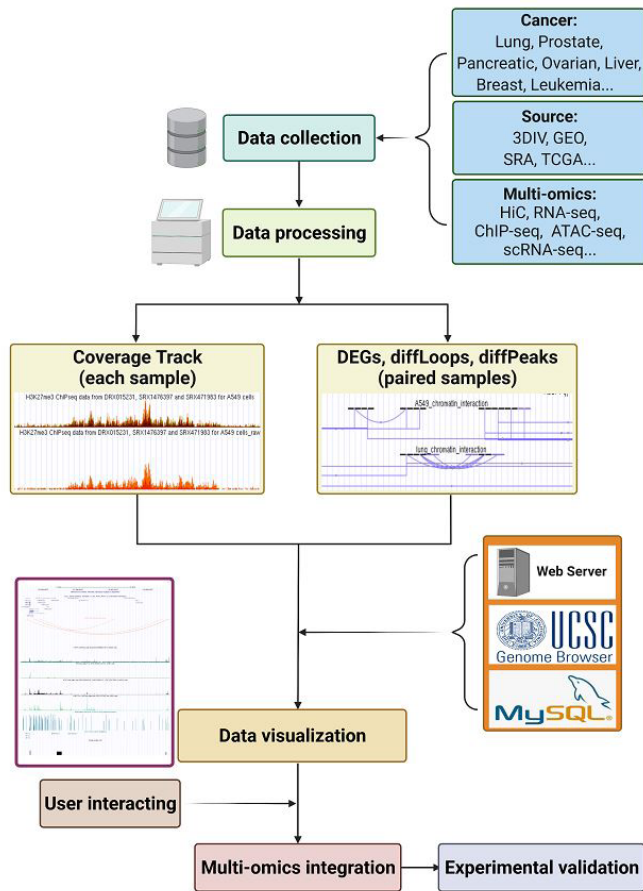 Cancer:
Lung, Prostate,
Pancreatic, Ovarian, Liver,
Breast, Leukemia...
Data collection
Source:
3DIV, GEO,
SRA, TCGA...
Multi-omics:
HiC, RNA-seq,
ChIP-seq, ATAC-seq,
scRNA-seq...
Data processing
Coverage Track
(each sample)
H3K27me3 ChIPseq data from DRX015231, SRX1476397 and SRX471983 for A549 cells
H3K27me3 ChIPseq data from DRX015231, SRX1476397 and SRX471983 for A549 cells_raw
DEGs, diffLoops, diffPeaks
(paired samples)
A549_chromatin_interaction
lung_chromatin_interaction
Web Server
UCSC
Genome Browser
MySQL®
Data visualization
User interacting
Multi-omics integration
Experimental validation